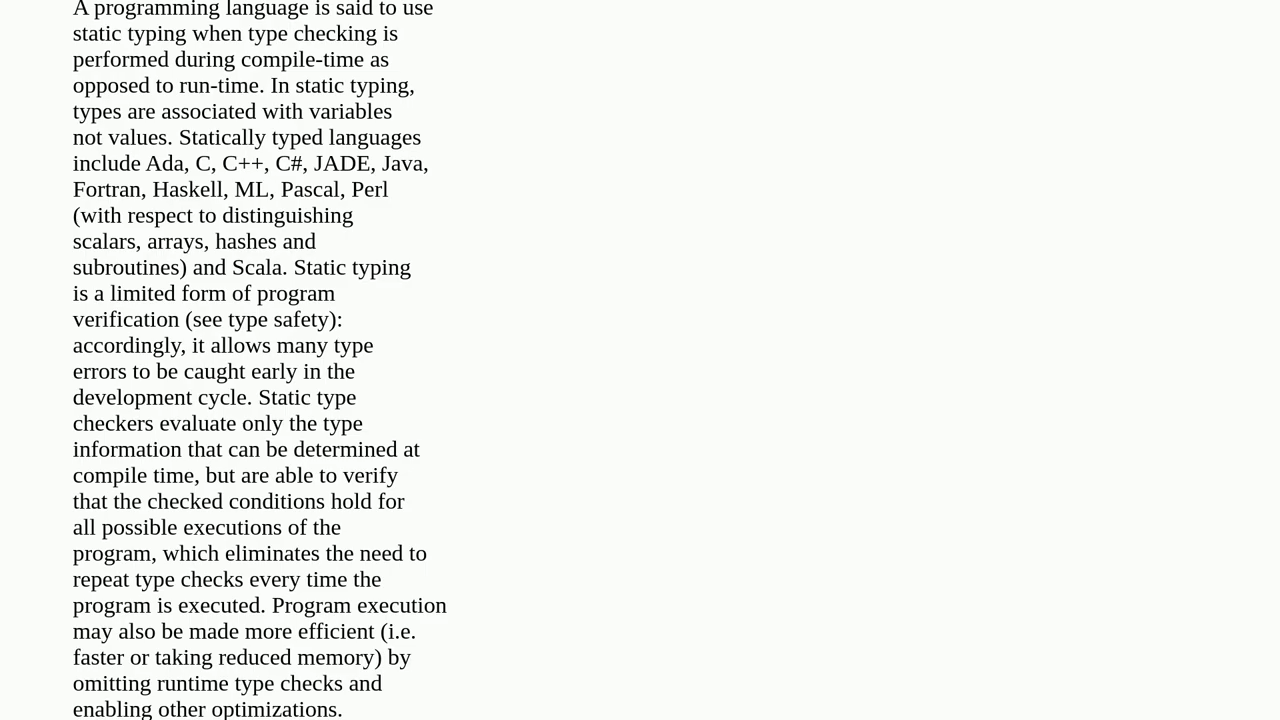 A programming language is said to use
static typing when type checking is
performed during compile-time as
opposed to run-time. In static typing,
types are associated with variables
not values. Statically typed languages
include Ada, C, C++, C#, JADE, Java,
Fortran, Haskell, ML, Pascal, Perl
(with respect to distinguishing
scalars, arrays, hashes and
subroutines) and Scala. Static typing
is a limited form of program
verification (see type safety):
accordingly, it allows many type
errors to be caught early in the
development cycle. Static type
checkers evaluate only the type
information that can be determined at
compile time, but are able to verify
that the checked conditions hold for
all possible executions of the
program, which eliminates the need to
repeat type checks every time the
program is executed. Program execution
may also be made more efficient (i.e.
faster or taking reduced memory) by
omitting runtime type checks and
enabling other optimizations.